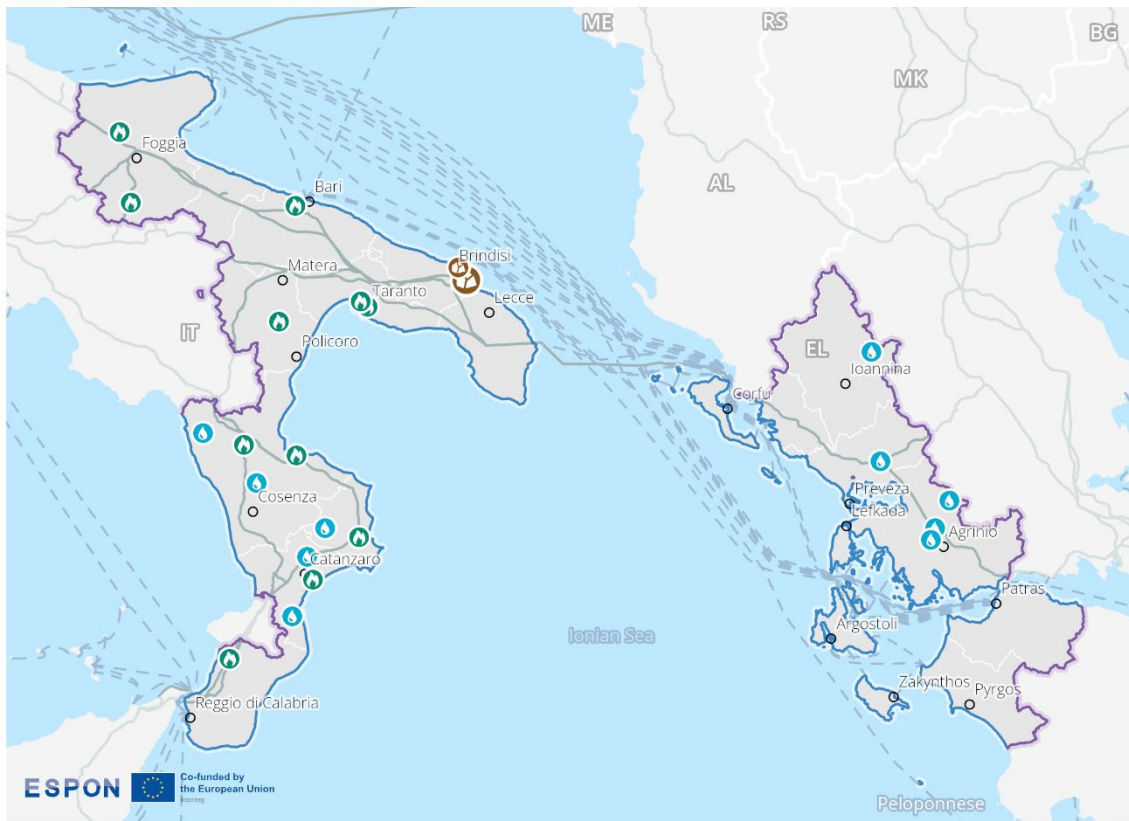 ME
RS
BG
MK
Foggia
AL
Bari
Brindisi
Matera
Taranto
Lecce
IT
Policoro
EL
Ioannina
Corfu
Cosenza
Preveza
Lefkada
Agrinio
Catanzaro
Patras
Ionian Sea
Argostoli
Zakynthos
Pyrgos
Reggio di Calabria
ESPON
Co-funded by
the European Union
Interreg
Peloponnese